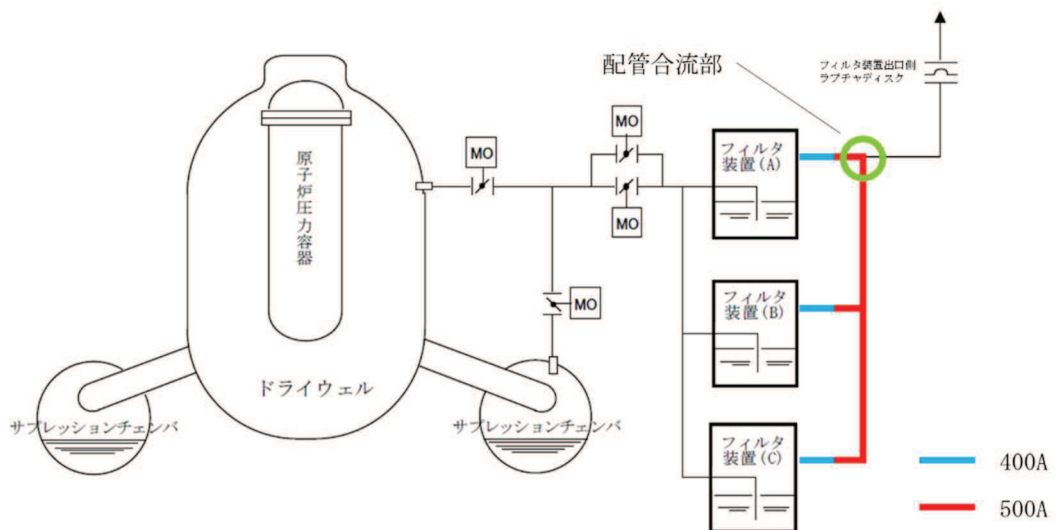 配管合流部
フィルタ装置出口側
ラプチャディスク
MO
MO
MO
MO
原子炉圧力容器
フィルタ
装置(A)
フィルタ
装置(B)
フィルタ
装置(C)
ドライウェル
サプレッションチェンバ
サプレッションチェンバ
400A
500A